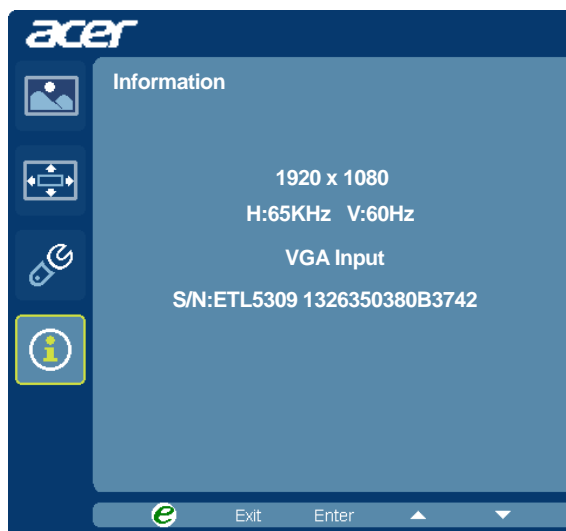 acer
Information
1920 x 1080
H:65KHz V:60Hz
VGA Input
S/N:ETL5309 1326350380B3742
e Exit Enter